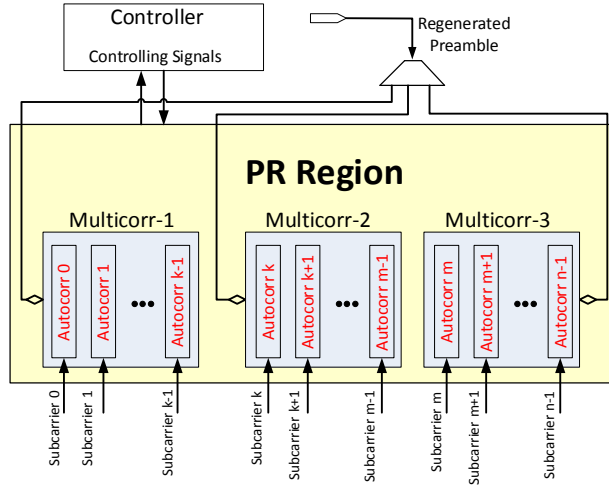 Controller
Controlling Signals
Regenerated
Preamble
PR Region
Multicorr-1
Multicorr-2
Multicorr-3
Autocorr 0
Autocorr 1
•••
Autocorr k-1
Autocorr k
Autocorr k+1
•••
Autocorr m-1
Autocorr m
Autocorr m+1
•••
Autocorr n-1
Subcarrier 0
Subcarrier 1
Subcarrier k-1
Subcarrier k
Subcarrier k+1
Subcarrier m-1
Subcarrier m
Subcarrier m+1
Subcarrier n-1